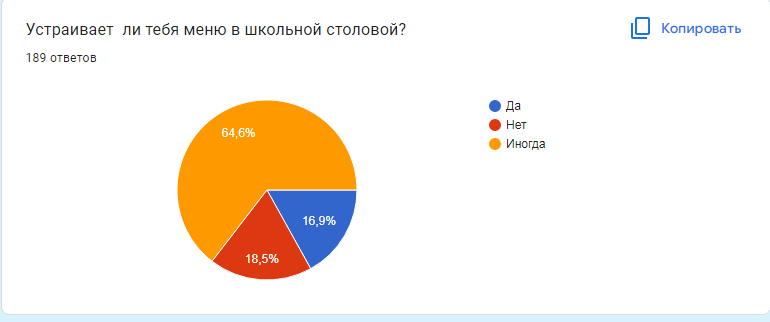 Устраивает  ли тебя меню в школьной столовой?
Копировать
189 ответов
64,6%
16,9%
18,5%
Да
Нет
Иногда